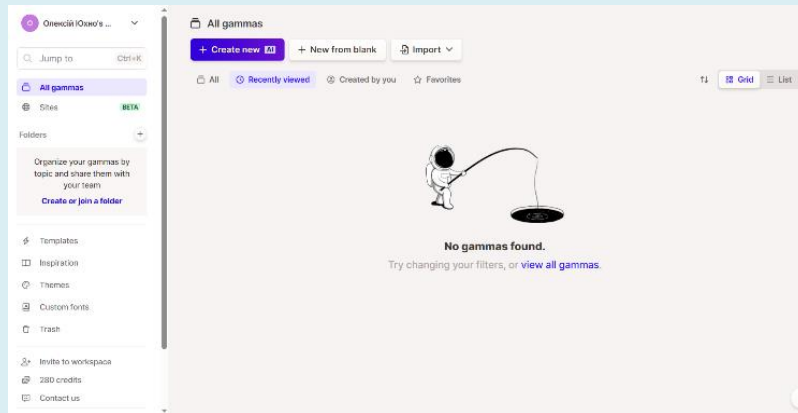 О Олексій Юхно's ...
Jump to Ctrl+K
All gammas
Sites BETA
Folders +
Organize your gammas by
topic and share them with
your team
Create or join a folder
Templates
Inspiration
Themes
Custom fonts
Trash
Invite to workspace
280 credits
Contact us
All gammas
+ Create new AI + New from blank Import
All Recently viewed Created by you Favorites Grid List
No gammas found.
Try changing your filters, or view all gammas.